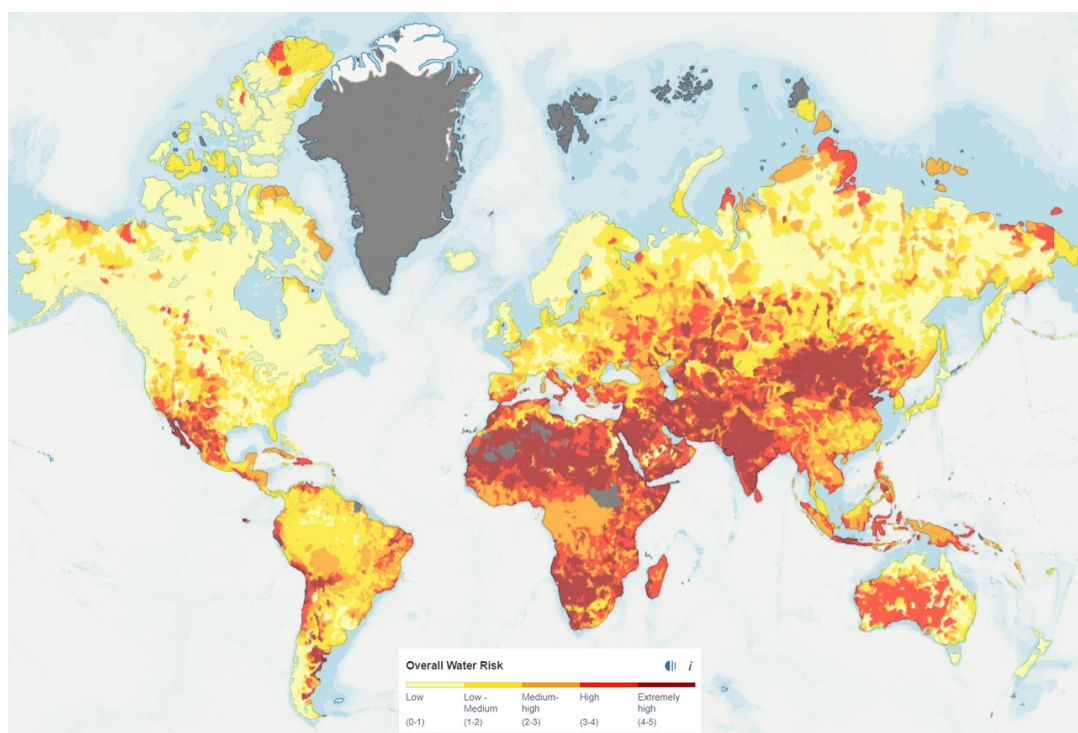 Overall Water Risk i
Low Low - Medium- High Extremely
Medium high high
(0-1) (1-2) (2-3) (3-4) (4-5)